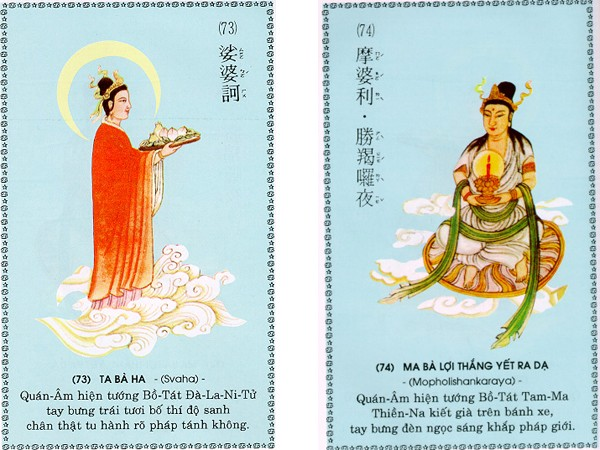 (73)
娑婆訶
(73) TA BÀ HA - (Svaha) -
Quán-Âm hiện tướng Bồ-Tát Đà-La-Ni-Tử
tay bưng trái tươi bố thí độ sanh
chân thật tu hành rõ pháp tánh không.
(74)
摩婆利・勝羯囉夜
(74) MA BÀ LỢI THẮNG YẾT RA DẠ
- (Mopholishankaraya) -
Quán-Âm hiện tướng Bồ-Tát Tam-Ma
Thiền-Na kiết già trên bánh xe,
tay bưng đèn ngọc sáng khắp pháp giới.